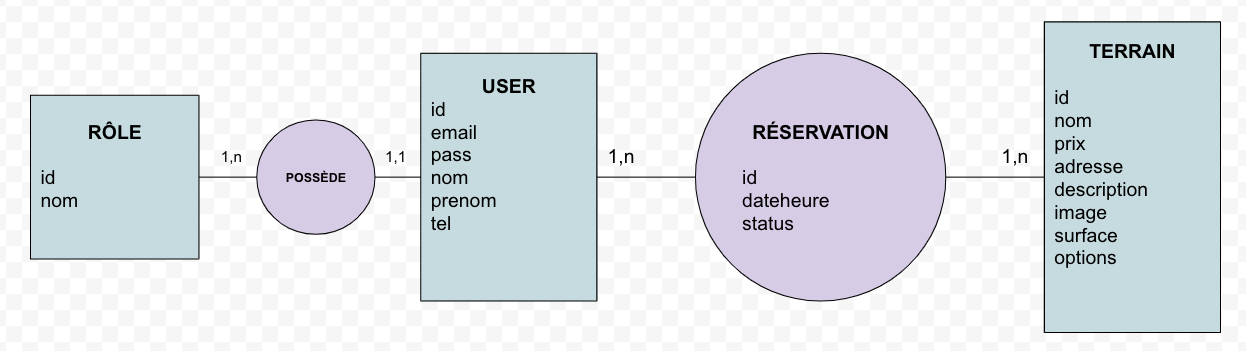 RÔLE
id
nom
1,n
POSSÈDE
1,1
USER
id
email
pass
nom
prenom
tel
1,n
RÉSERVATION
id
dateheure
status
1,n
TERRAIN
id
nom
prix
adresse
description
image
surface
options